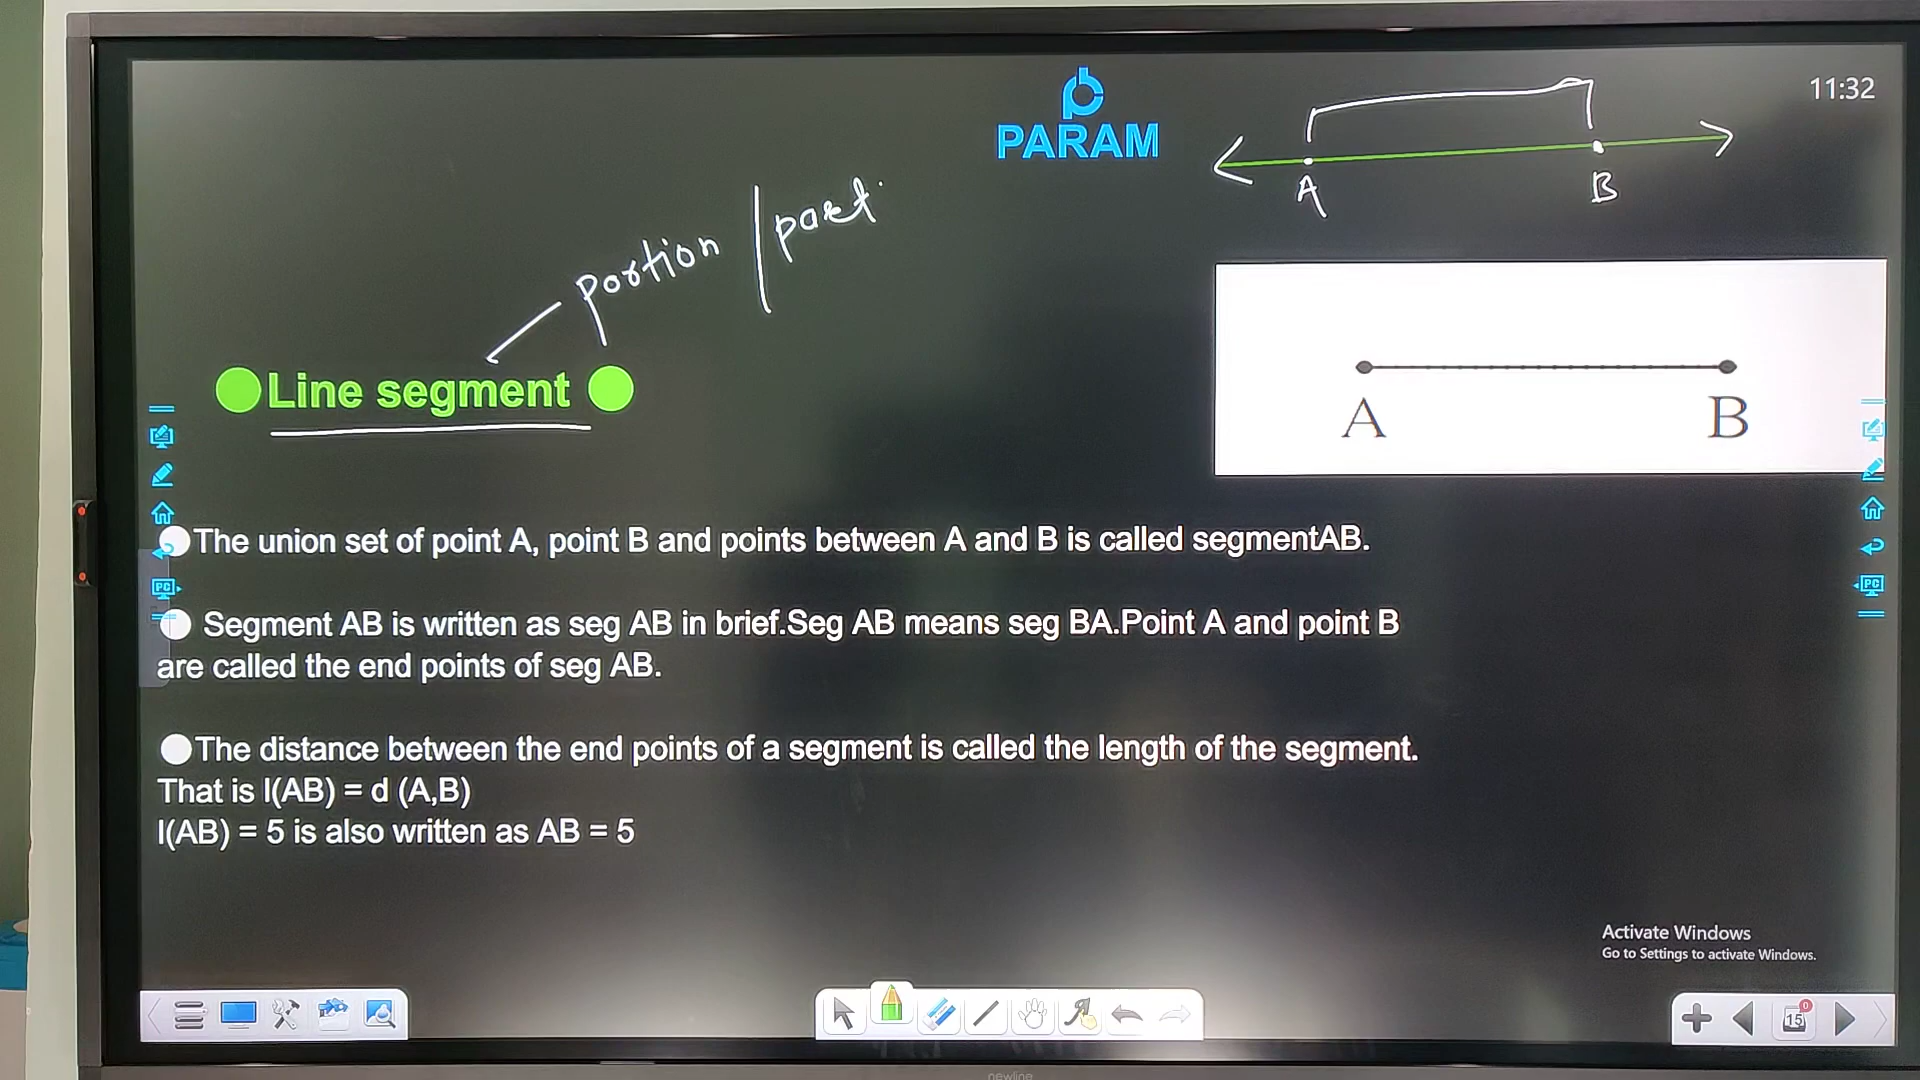 11:32
PARAM
A B
portion / part
Line segment
A B
The union set of point A, point B and points between A and B is called segmentAB.
Segment AB is written as seg AB in brief.Seg AB means seg BA.Point A and point B
are called the end points of seg AB.
The distance between the end points of a segment is called the length of the segment.
That is l(AB) = d (A,B)
l(AB) = 5 is also written as AB = 5
PC
PC
Activate Windows
Go to Settings to activate Windows.
15
0
newline